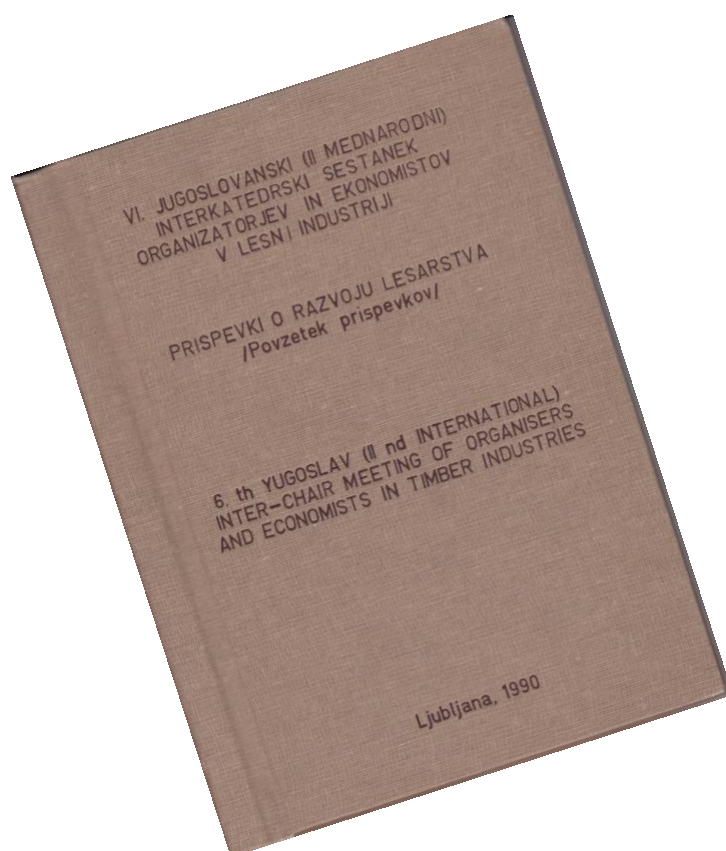 VI. JUGOSLOVANSKI (II MEDNARODNI)
INTERKATEDRSKI SESTANEK
ORGANIZATORJEV IN EKONOMISTOV
V LESNI INDUSTRIJI
PRISPEVKI O RAZVOJU LESARSTVA
/Povzetek prispevkov/
6. th YUGOSLAV (II nd INTERNATIONAL)
INTER-CHAIR MEETING OF ORGANISERS
AND ECONOMISTS IN TIMBER INDUSTRIES
Ljubljana, 1990